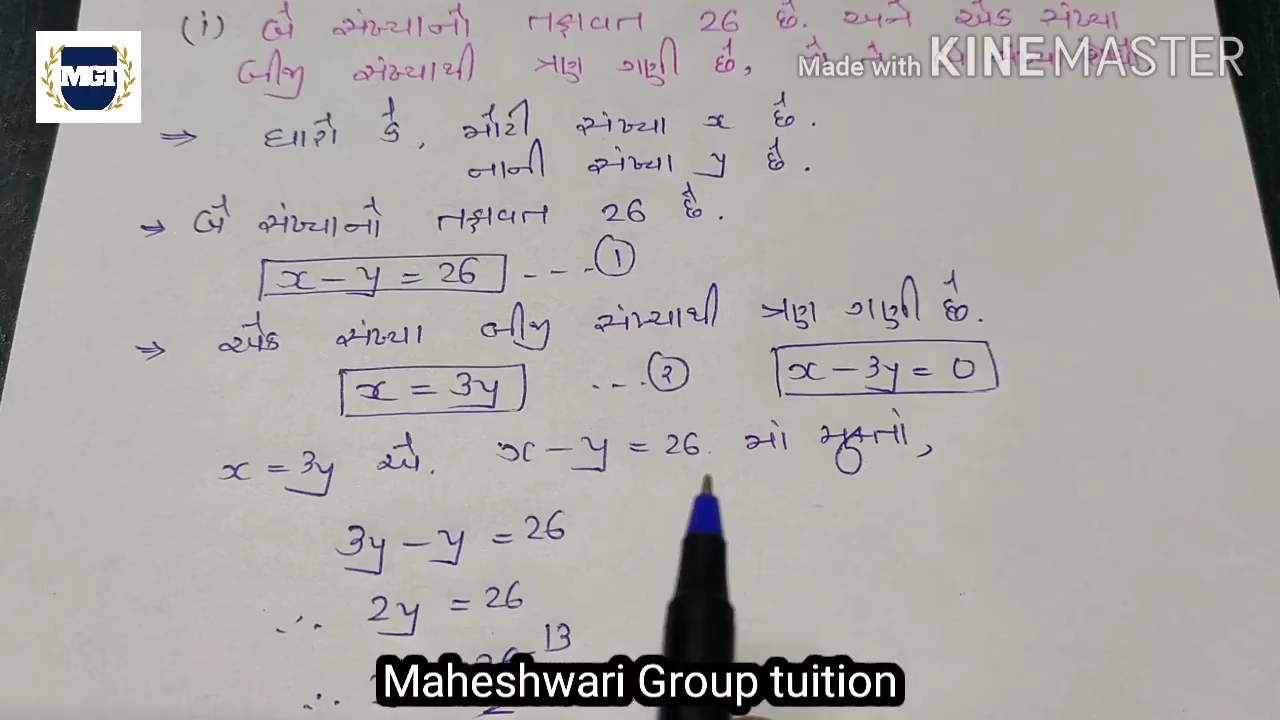 (i) બે સંખ્યાનો તફાવત 26 છે. અને એક સંખ્યા
બીજી સંખ્યાથી ત્રણ ગણી છે,
Made with KINEMASTER
MGT
⇒ ધારો કે, મોટી સંખ્યા x છે.
નાની સંખ્યા y છે.
⇒ બે સંખ્યાનો તફાવત 26 છે.
x - y = 26 ---- ①
⇒ એક સંખ્યા બીજી સંખ્યાથી ત્રણ ગણી છે.
x = 3y ---- ② x - 3y = 0
x = 3y એ. x - y = 26. માં મુકતાં,
3y - y = 26
∴ 2y = 26
13
∴
Maheshwari Group tuition